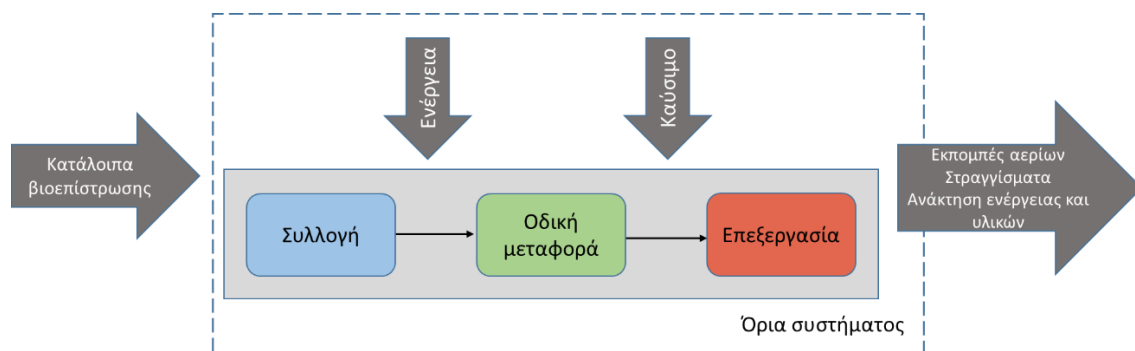 Ενέργεια
Καύσιμο
Κατάλοιπα
βιοεπίστρωσης
Εκπομπές αερίων
Στραγγίσματα
Ανάκτηση ενέργειας και
υλικών
Συλλογή
Οδική
μεταφορά
Επεξεργασία
Όρια συστήματος